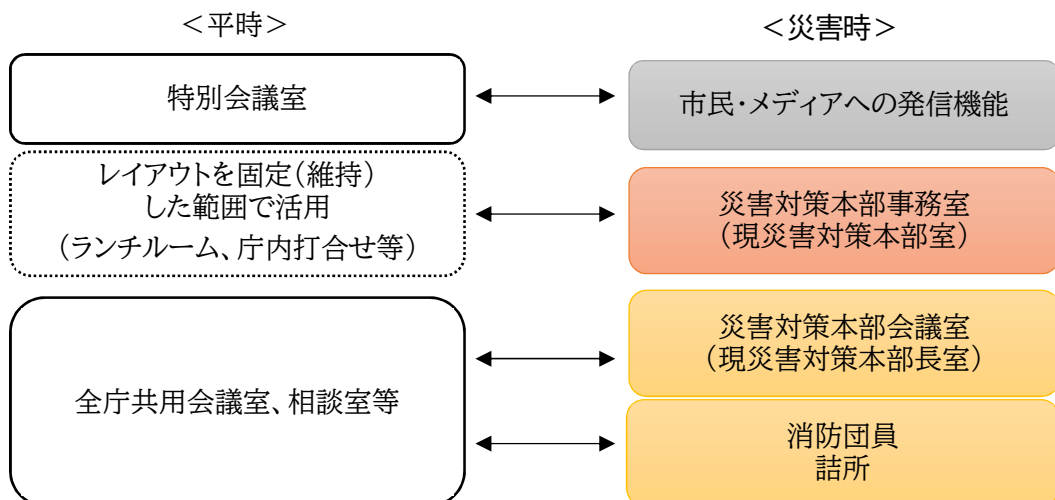 <平時>
<災害時>
特別会議室
市民・メディアへの発信機能
レイアウトを固定(維持)
した範囲で活用
(ランチルーム、庁内打合せ等)
災害対策本部事務室
(現災害対策本部室)
全庁共用会議室、相談室等
災害対策本部会議室
(現災害対策本部長室)
消防団員
詰所